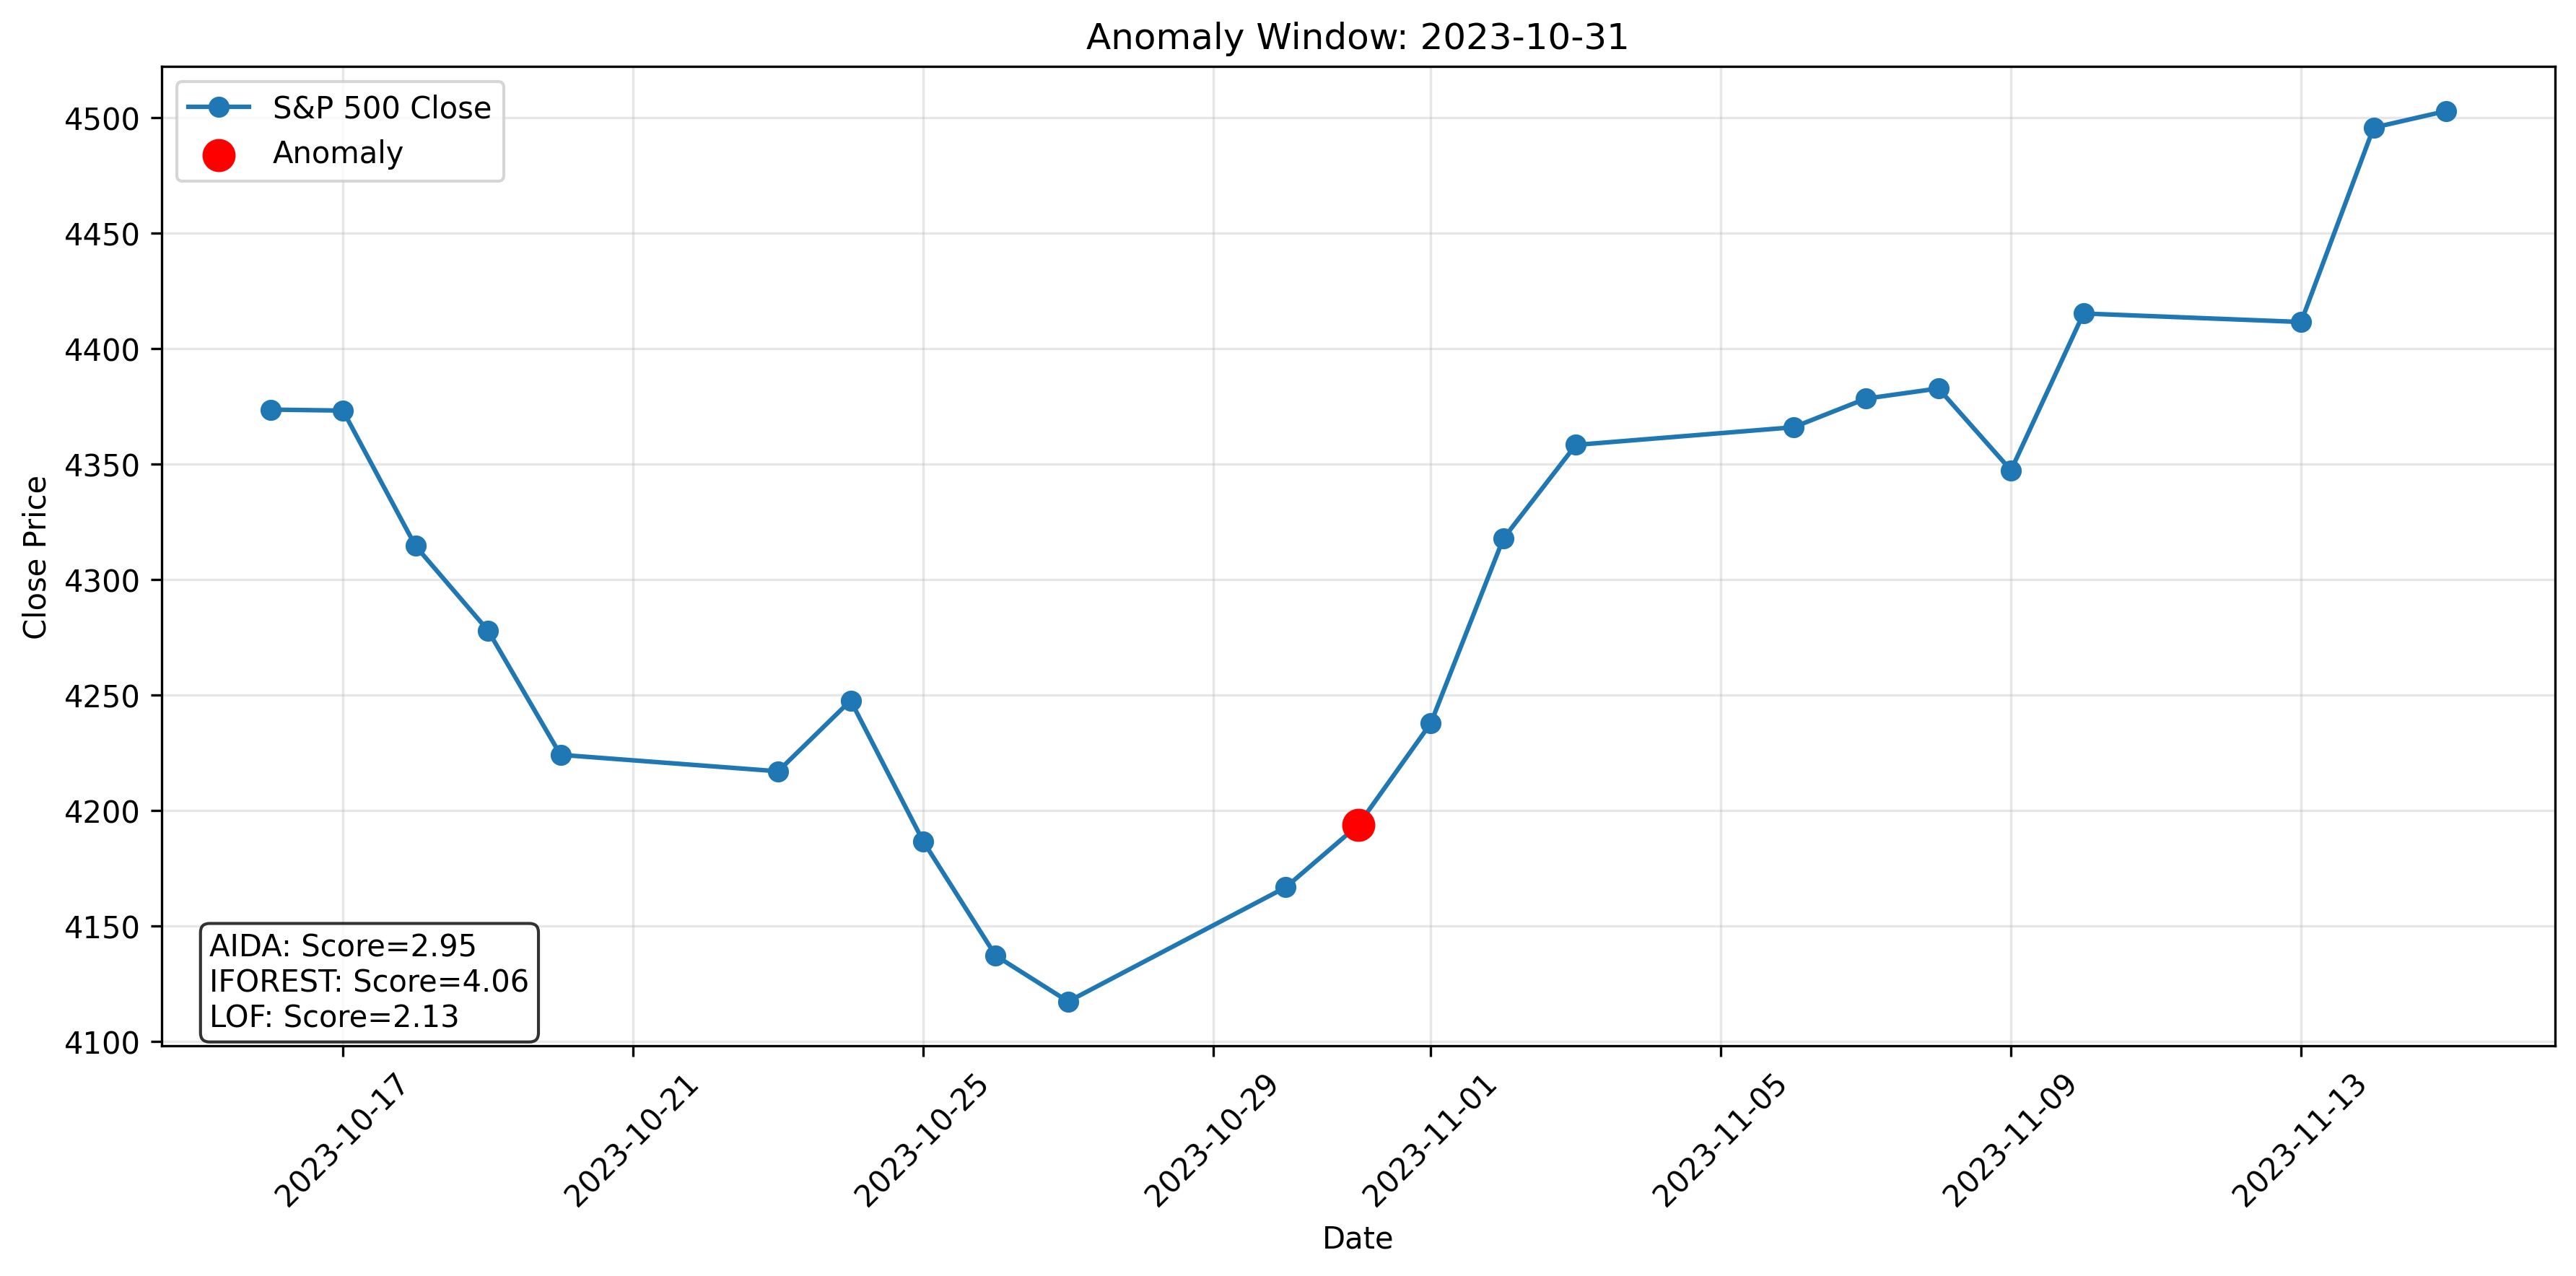 Anomaly Window: 2023-10-31
S&P 500 Close
Anomaly
4500
4450
4400
4350
4300
4250
4200
4150
4100
Close Price
AIDA: Score=2.95
IFOREST: Score=4.06
LOF: Score=2.13
2023-10-17
2023-10-21
2023-10-25
2023-10-29
2023-11-01
2023-11-05
2023-11-09
2023-11-13
Date